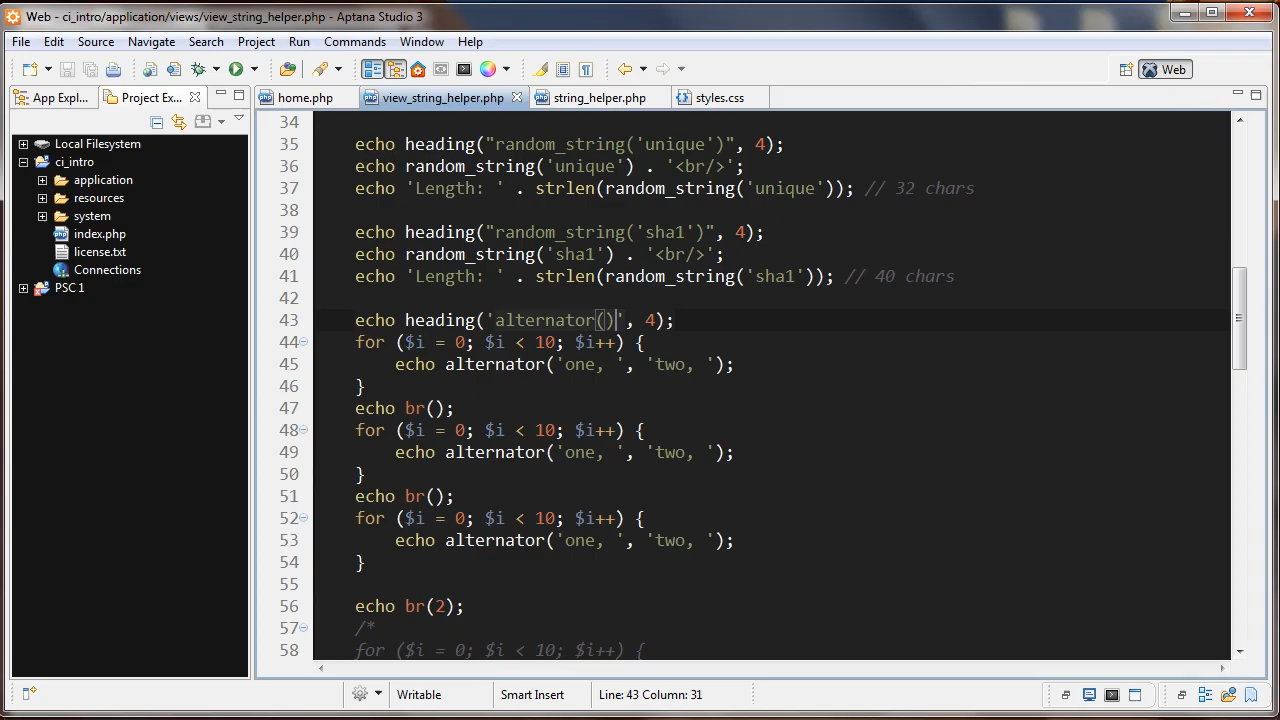 Web - ci_intro/application/views/view_string_helper.php - Aptana Studio 3
File Edit Source Navigate Search Project Run Commands Window Help
Web
App Expl... Project Ex... home.php view_string_helper.php string_helper.php styles.css
Local Filesystem
ci_intro
application
resources
system
index.php
license.txt
Connections
PSC 1
34
35 echo heading("random_string('unique')", 4);
36 echo random_string('unique') . '<br/>';
37 echo 'Length: ' . strlen(random_string('unique')); // 32 chars
38
39 echo heading("random_string('sha1')", 4);
40 echo random_string('sha1') . '<br/>';
41 echo 'Length: ' . strlen(random_string('sha1')); // 40 chars
42
43 echo heading('alternator()', 4);
44 for ($i = 0; $i < 10; $i++) {
45 echo alternator('one, ', 'two, ');
46 }
47 echo br();
48 for ($i = 0; $i < 10; $i++) {
49 echo alternator('one, ', 'two, ');
50 }
51 echo br();
52 for ($i = 0; $i < 10; $i++) {
53 echo alternator('one, ', 'two, ');
54 }
55
56 echo br(2);
57 /*
58 for ($i = 0; $i < 10; $i++) {
Writable Smart Insert Line: 43 Column: 31